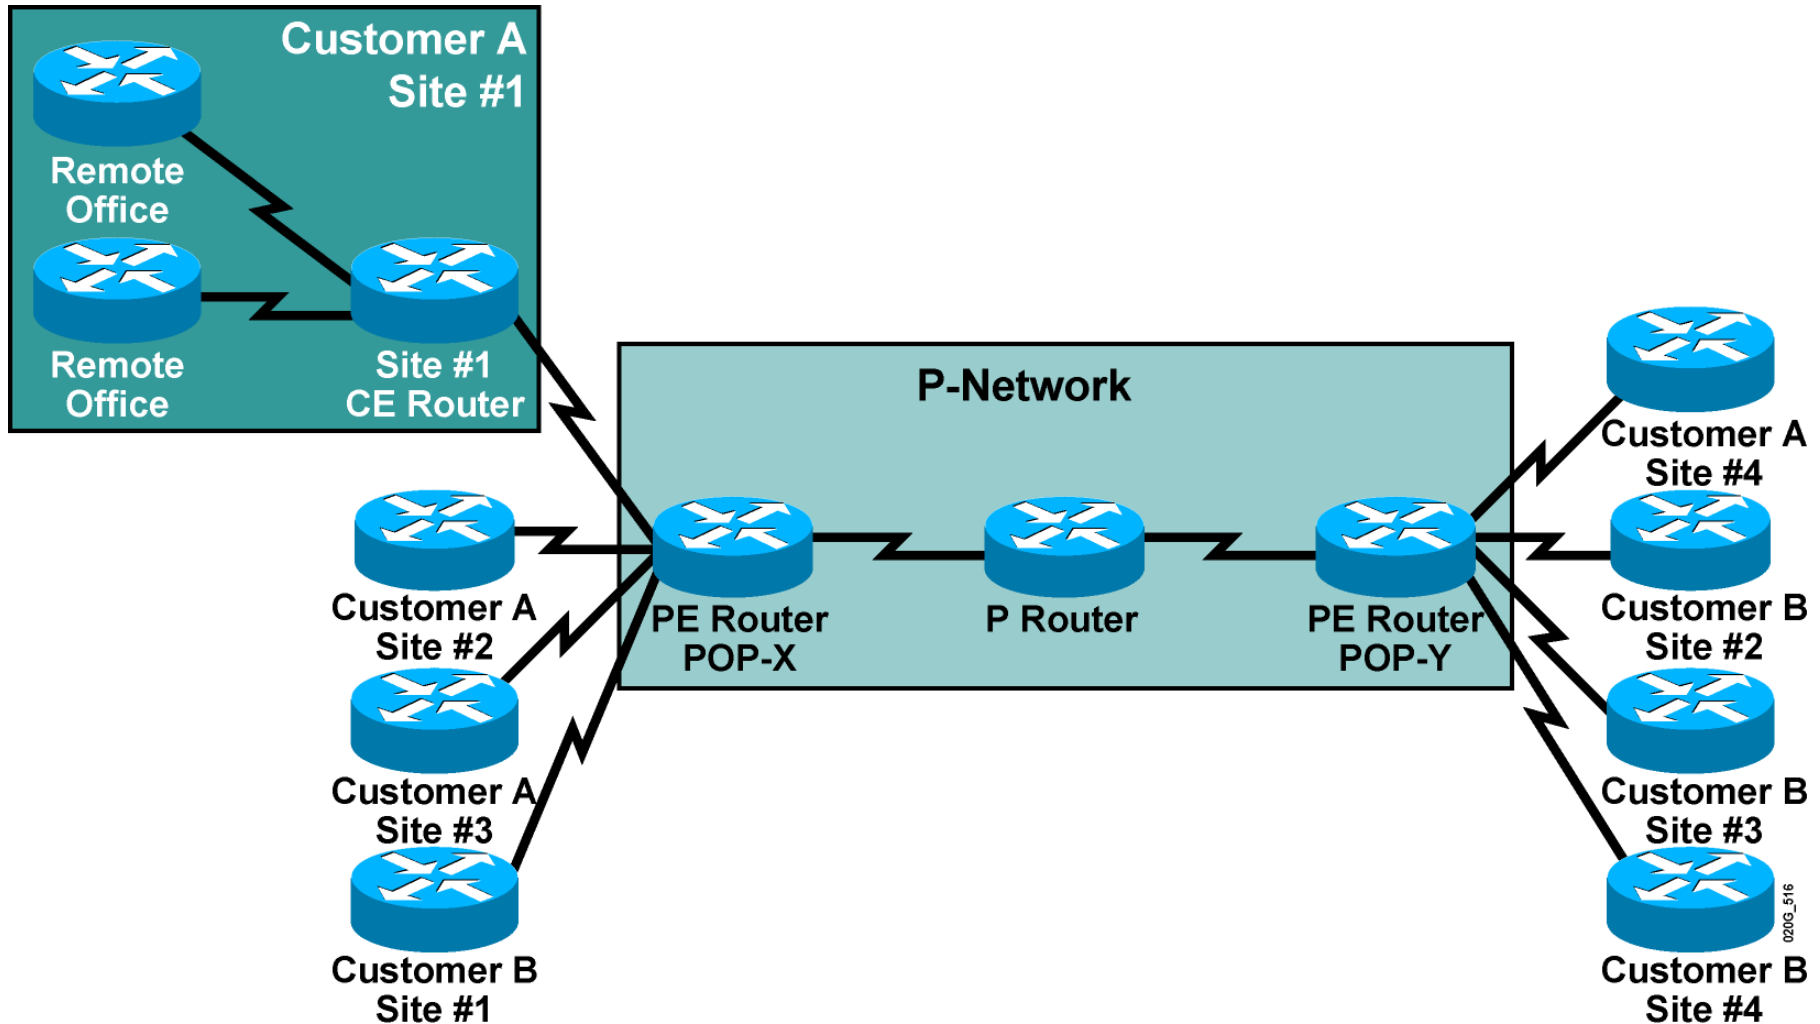 Customer A
Site #1
Remote
Office
Remote
Office
Site #1
CE Router
P-Network
Customer A
Site #2
Customer A
Site #3
Customer B
Site #1
PE Router
POP-X
P Router
PE Router
POP-Y
Customer A
Site #4
Customer B
Site #2
Customer B
Site #3
Customer B
Site #4
020G_516